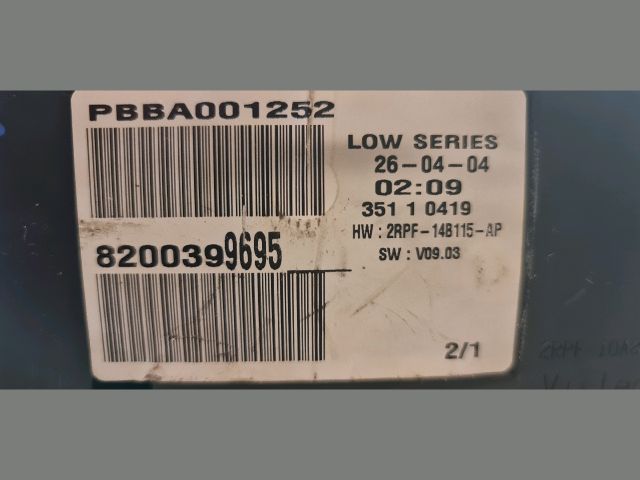 PBBA001252
LOW SERIES
26-04-04
02:09
351 1 0419
HW : 2RPF-14B115-AP
SW : V09.03
8200399695
2/1
2RPF